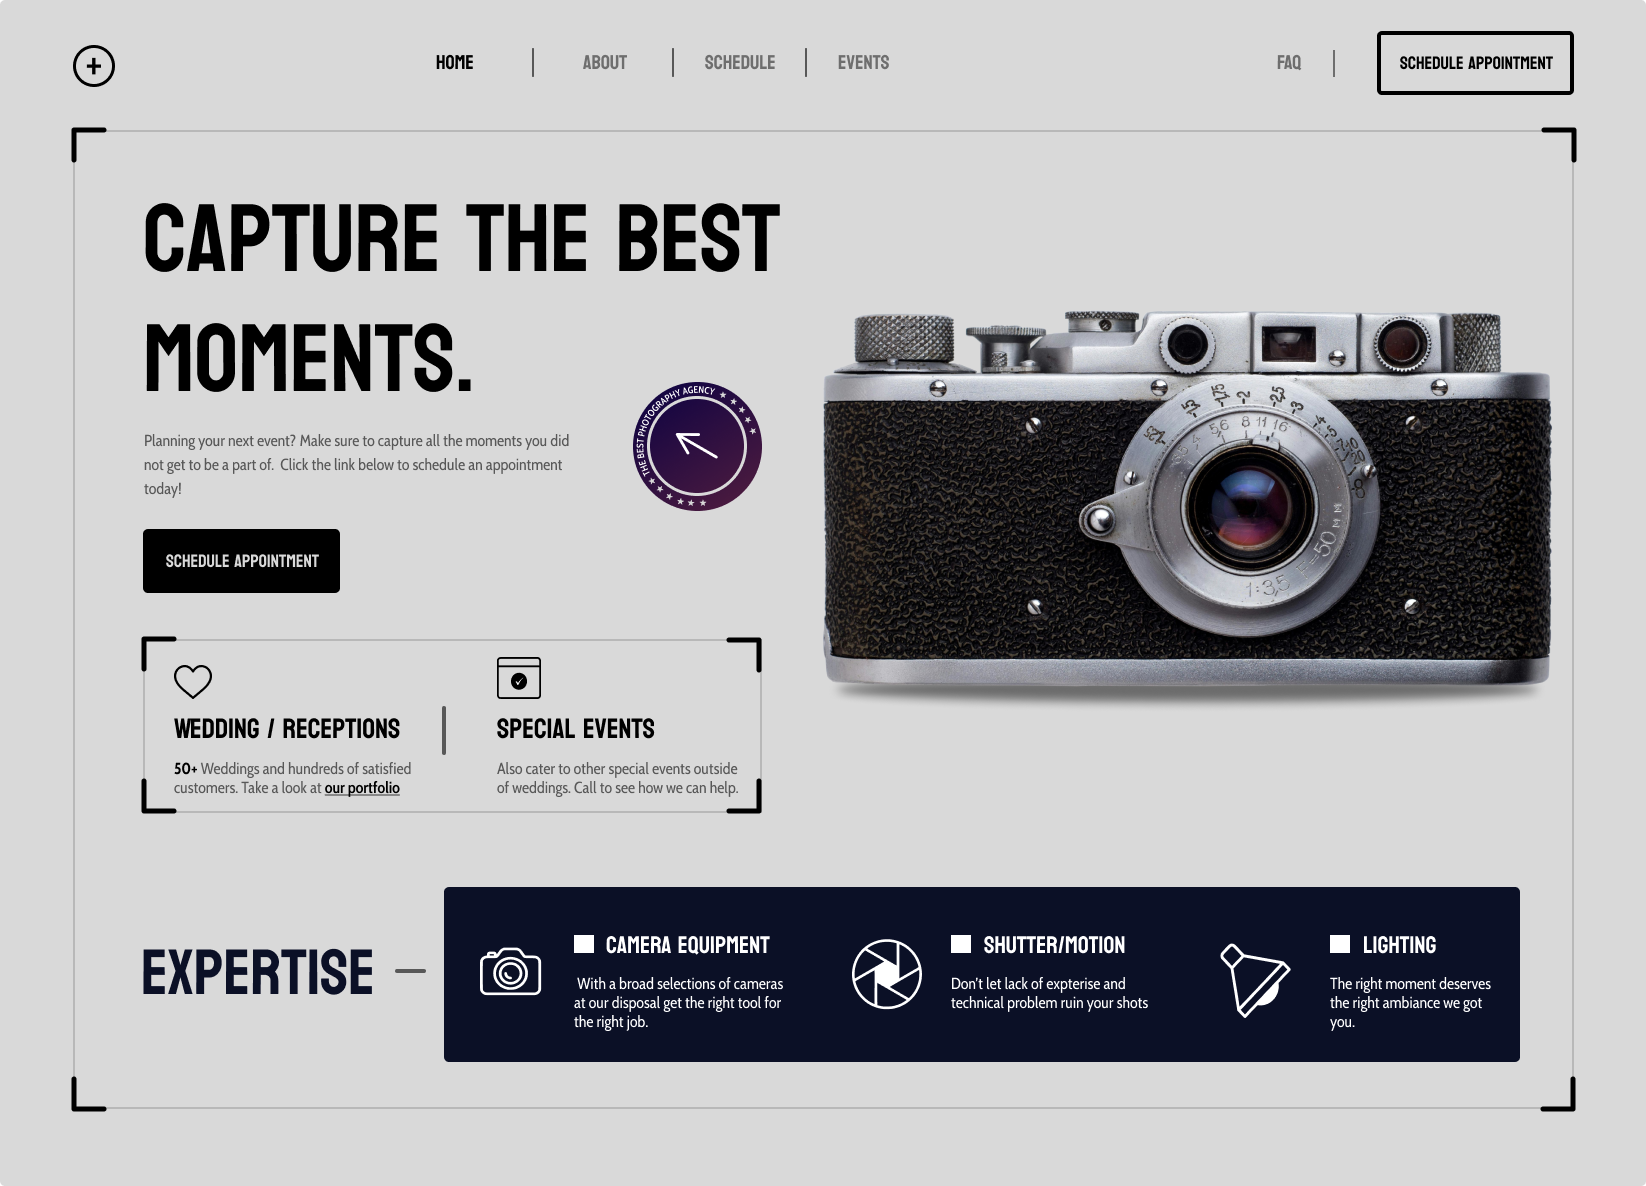 HOME
ABOUT
SCHEDULE
EVENTS
FAQ
SCHEDULE APPOINTMENT
CAPTURE THE BEST
MOMENTS.
THE BEST PHOTOGRAPHY AGENCY
Planning your next event? Make sure to capture all the moments you did
not get to be a part of. Click the link below to schedule an appointment
today!
SCHEDULE APPOINTMENT
1:3,5 F=50 MM
WEDDING / RECEPTIONS
50+ Weddings and hundreds of satisfied
customers. Take a look at our portfolio
SPECIAL EVENTS
Also cater to other special events outside
of weddings. Call to see how we can help.
EXPERTISE
CAMERA EQUIPMENT
With a broad selections of cameras
at our disposal get the right tool for
the right job.
SHUTTER/MOTION
Don't let lack of expterise and
technical problem ruin your shots
LIGHTING
The right moment deserves
the right ambiance we got
you.